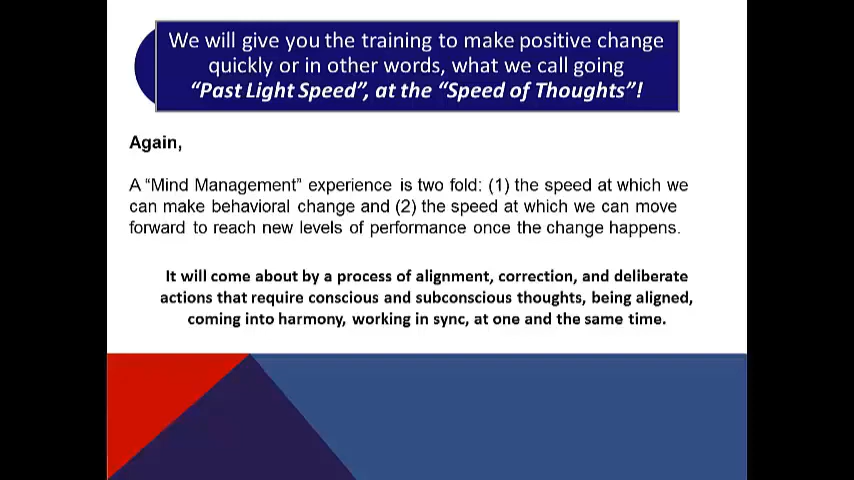 We will give you the training to make positive change
quickly or in other words, what we call going
“Past Light Speed”, at the “Speed of Thoughts”!
Again,
A “Mind Management” experience is two fold: (1) the speed at which we
can make behavioral change and (2) the speed at which we can move
forward to reach new levels of performance once the change happens.
It will come about by a process of alignment, correction, and deliberate
actions that require conscious and subconscious thoughts, being aligned,
coming into harmony, working in sync, at one and the same time.